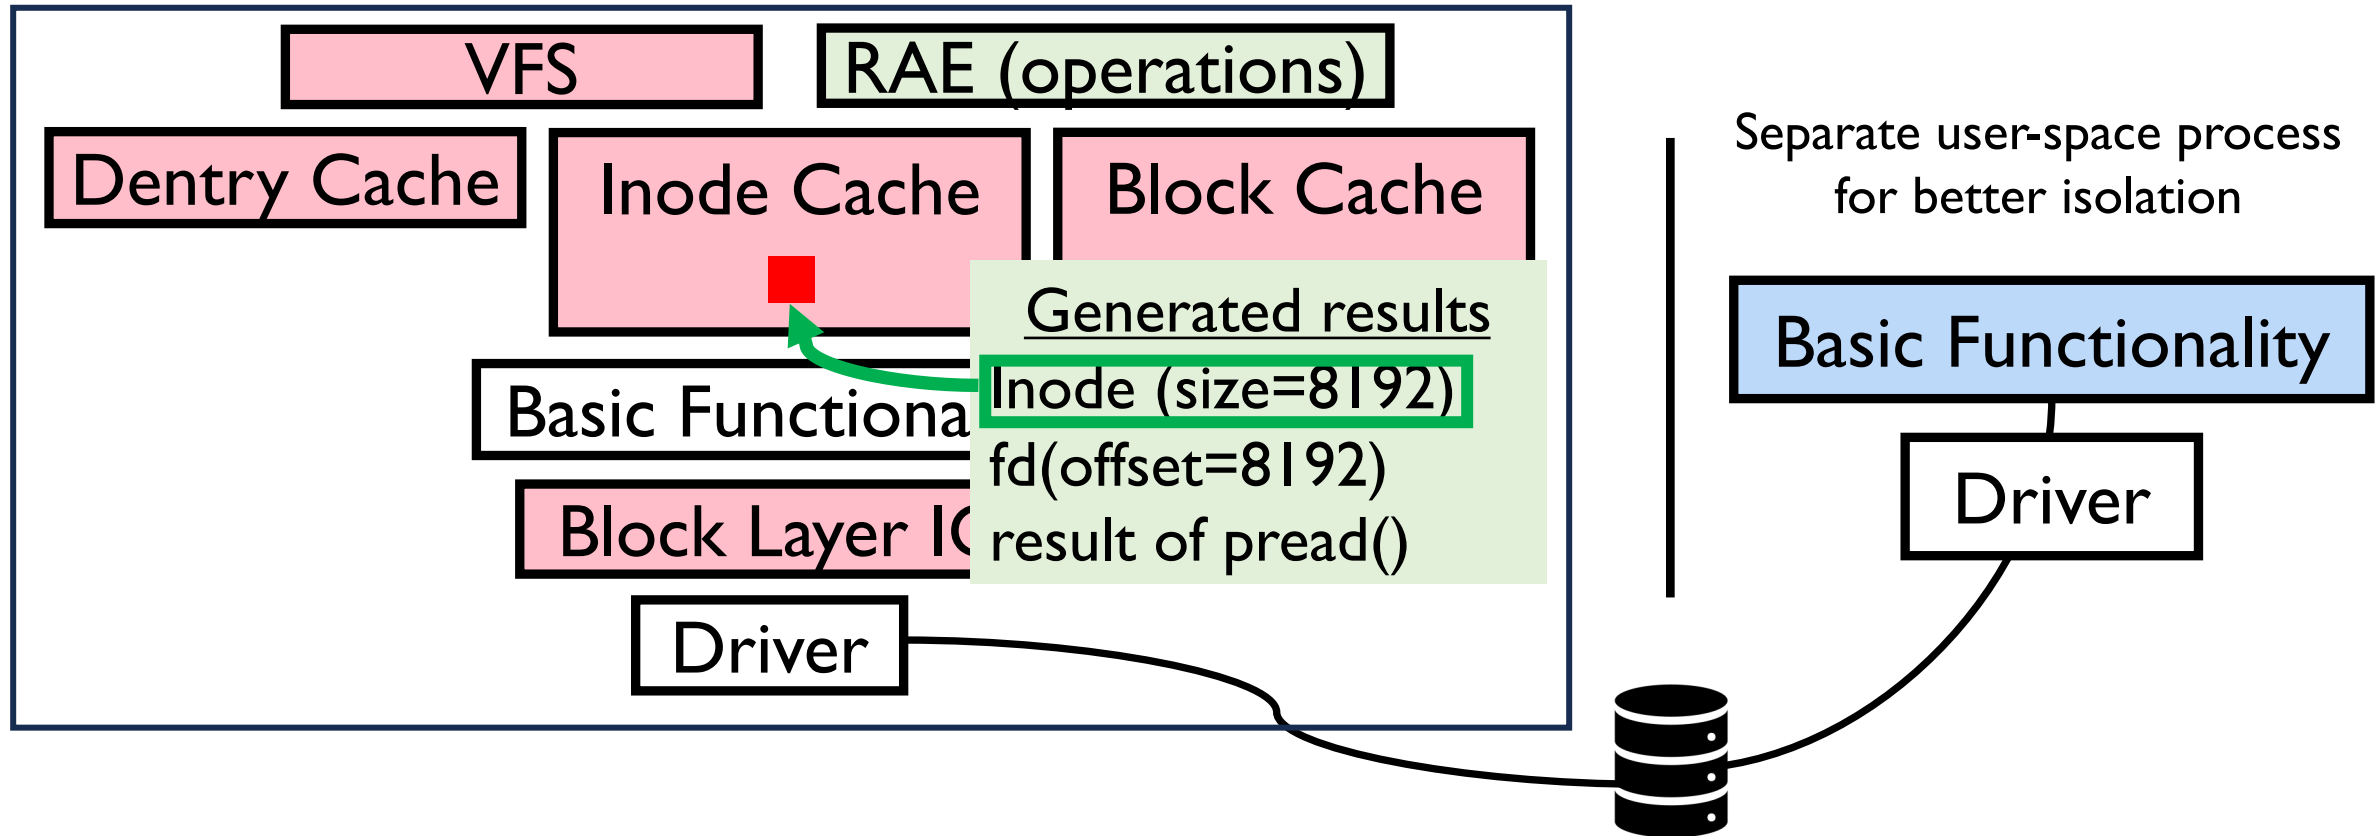 VFS
RAE (operations)
Dentry Cache
Inode Cache
Block Cache
Generated results
Inode (size=8192)
fd(offset=8192)
result of pread()
Basic Functiona
Block Layer IO
Driver
Separate user-space process
for better isolation
Basic Functionality
Driver